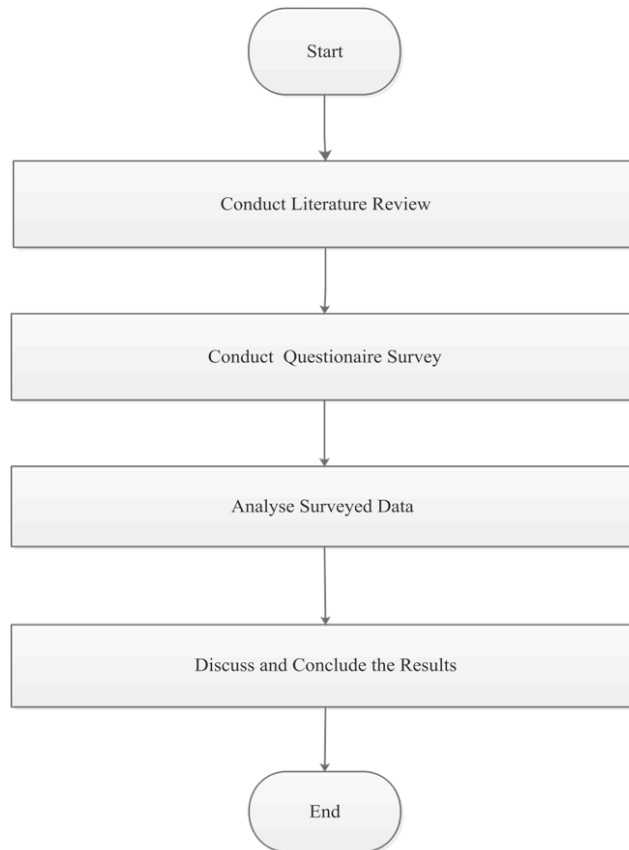 Start
Conduct Literature Review
Conduct Questionaire Survey
Analyse Surveyed Data
Discuss and Conclude the Results
End